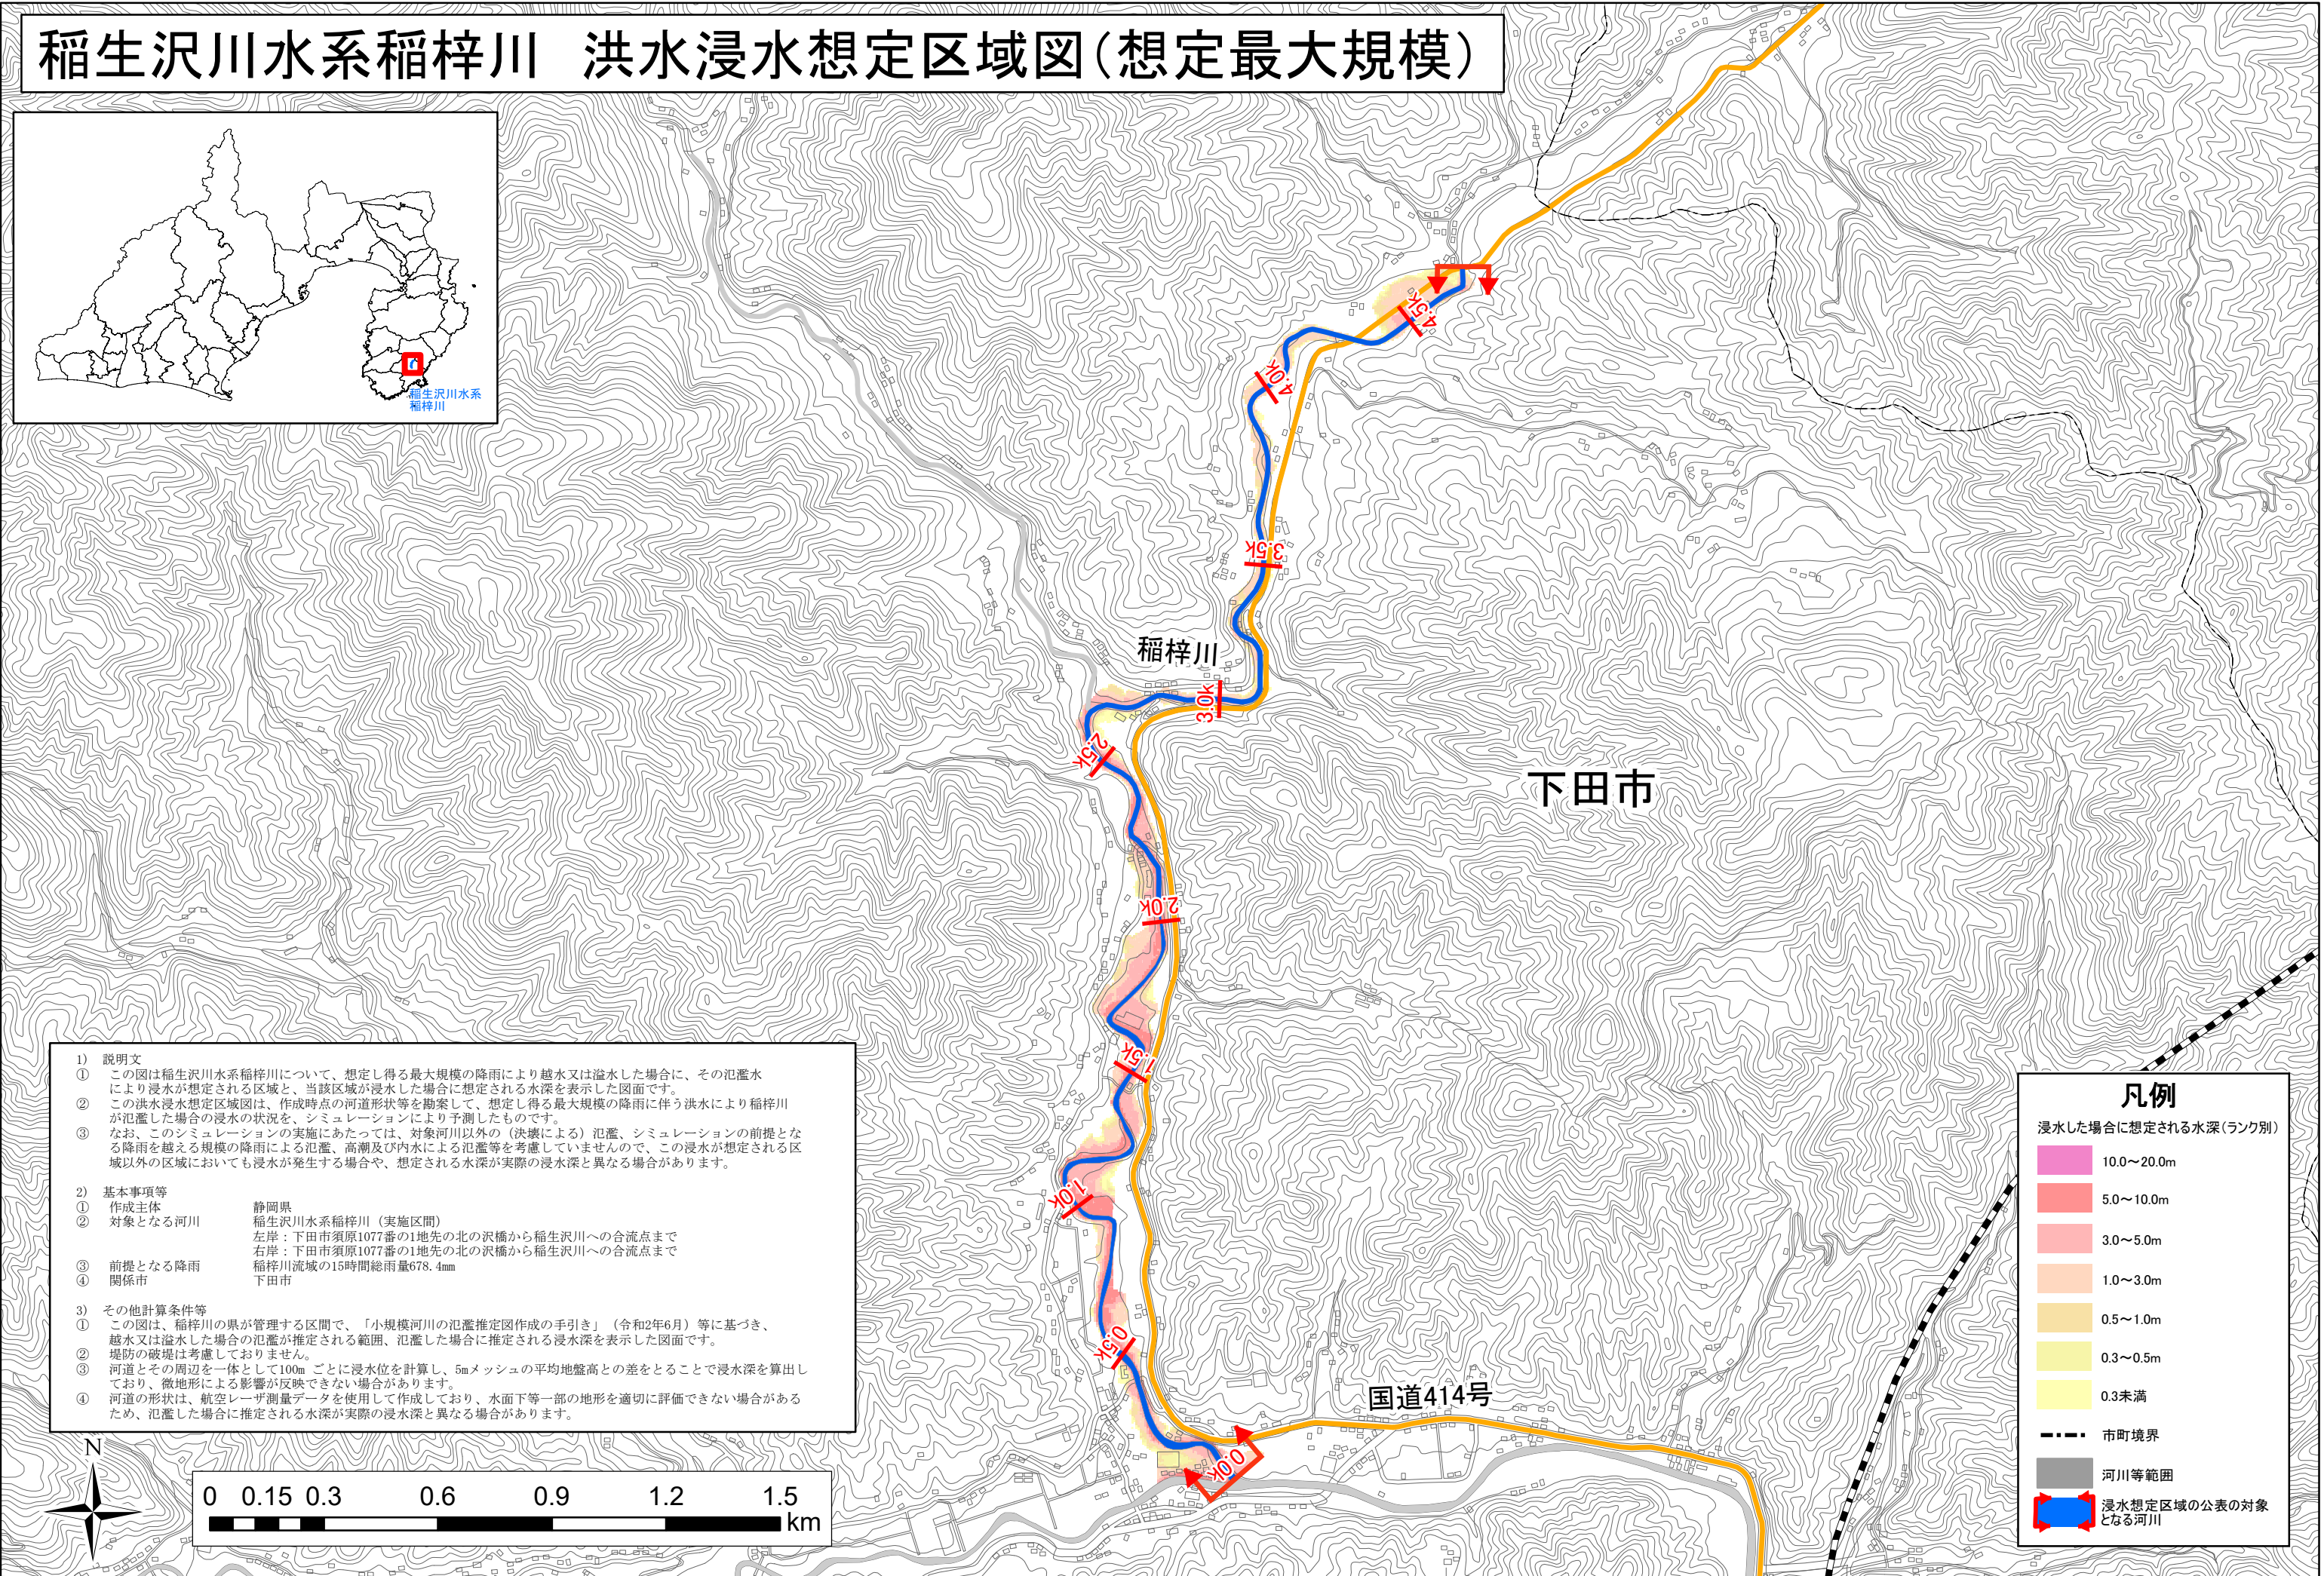 稲生沢川水系稲梓川　洪水浸水想定区域図(想定最大規模)
稲生沢川水系
稲梓川
4.5k
4.0k
3.5k
稲梓川
3.0k
2.5k
下田市
2.0k
1.5k
1.0k
0.5k
国道414号
0.0k
1)　説明文
①　この図は稲生沢川水系稲梓川について、想定し得る最大規模の降雨により越水又は溢水した場合に、その氾濫水
により浸水が想定される区域と、当該区域が浸水した場合に想定される水深を表示した図面です。
②　この洪水浸水想定区域図は、作成時点の河道形状等を勘案して、想定し得る最大規模の降雨に伴う洪水により稲梓川
が氾濫した場合の浸水の状況を、シミュレーションにより予測したものです。
③　なお、このシミュレーションの実施にあたっては、対象河川以外の（決壊による）氾濫、シミュレーションの前提とな
る降雨を越える規模の降雨による氾濫、高潮及び内水による氾濫等を考慮していませんので、この浸水が想定される区
域以外の区域においても浸水が発生する場合や、想定される水深が実際の浸水深と異なる場合があります。
2)　基本事項等
①　作成主体　静岡県
②　対象となる河川　稲生沢川水系稲梓川（実施区間）
左岸：下田市須原1077番の1地先の北の沢橋から稲生沢川への合流点まで
右岸：下田市須原1077番の1地先の北の沢橋から稲生沢川への合流点まで
③　前提となる降雨　稲梓川流域の15時間総雨量678.4mm
④　関係市　下田市
3)　その他計算条件等
①　この図は、稲梓川の県が管理する区間で、「小規模河川の氾濫推定図作成の手引き」（令和2年6月）等に基づき、
越水又は溢水した場合の氾濫が推定される範囲、氾濫した場合に推定される浸水深を表示した図面です。
②　堤防の破堤は考慮しておりません。
③　河道とその周辺を一体として100m ごとに浸水位を計算し、5mメッシュの平均地盤高との差をとることで浸水深を算出し
ており、微地形による影響が反映できない場合があります。
④　河道の形状は、航空レーザ測量データを使用して作成しており、水面下等一部の地形を適切に評価できない場合がある
ため、氾濫した場合に推定される水深が実際の浸水深と異なる場合があります。
N
0 0.15 0.3 0.6 0.9 1.2 1.5
km
凡例
浸水した場合に想定される水深(ランク別)
10.0～20.0m
5.0～10.0m
3.0～5.0m
1.0～3.0m
0.5～1.0m
0.3～0.5m
0.3未満
市町境界
河川等範囲
浸水想定区域の公表の対象
となる河川